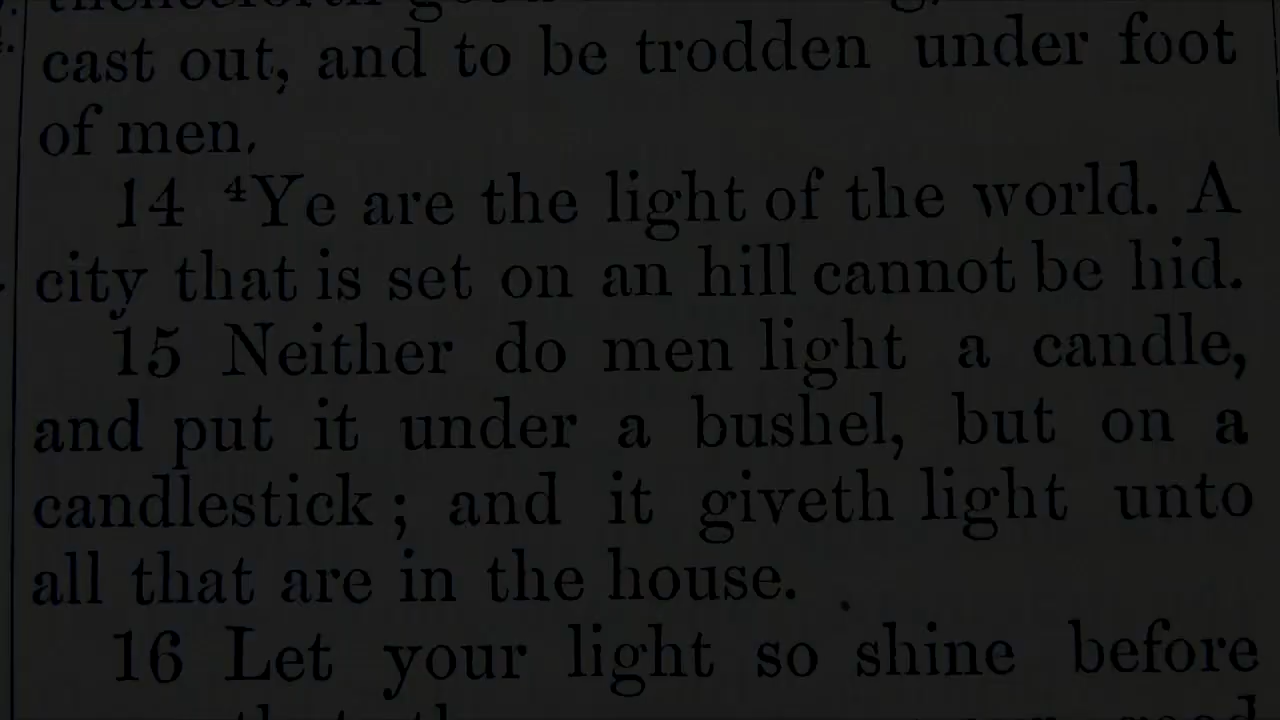 cast out, and to be trodden under foot
of men.
14 ⁴Ye are the light of the world. A
city that is set on an hill cannot be hid.
15 Neither do men light a candle,
and put it under a bushel, but on a
candlestick ; and it giveth light unto
all that are in the house.
16 Let your light so shine before